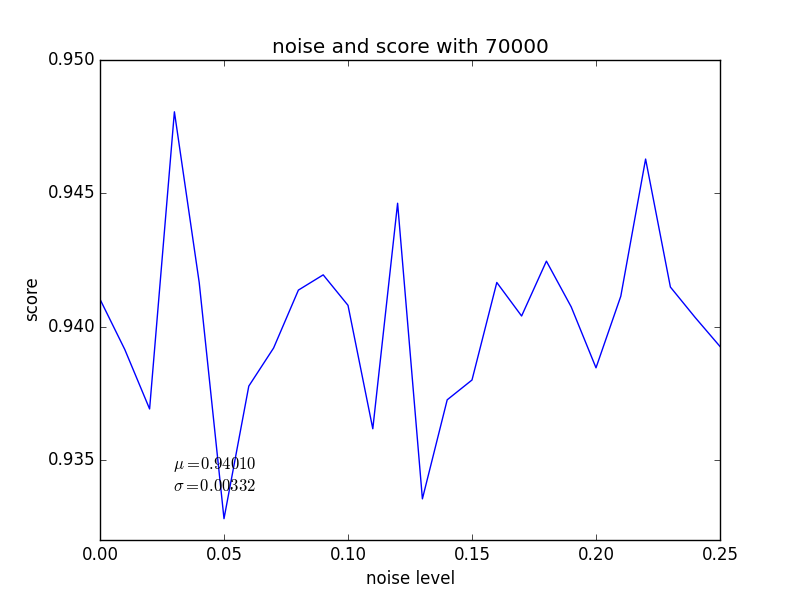 noise and score with 70000
0.950
0.945
0.940
0.935
score
μ=0.94010
σ=0.00332
0.00 0.05 0.10 0.15 0.20 0.25
noise level